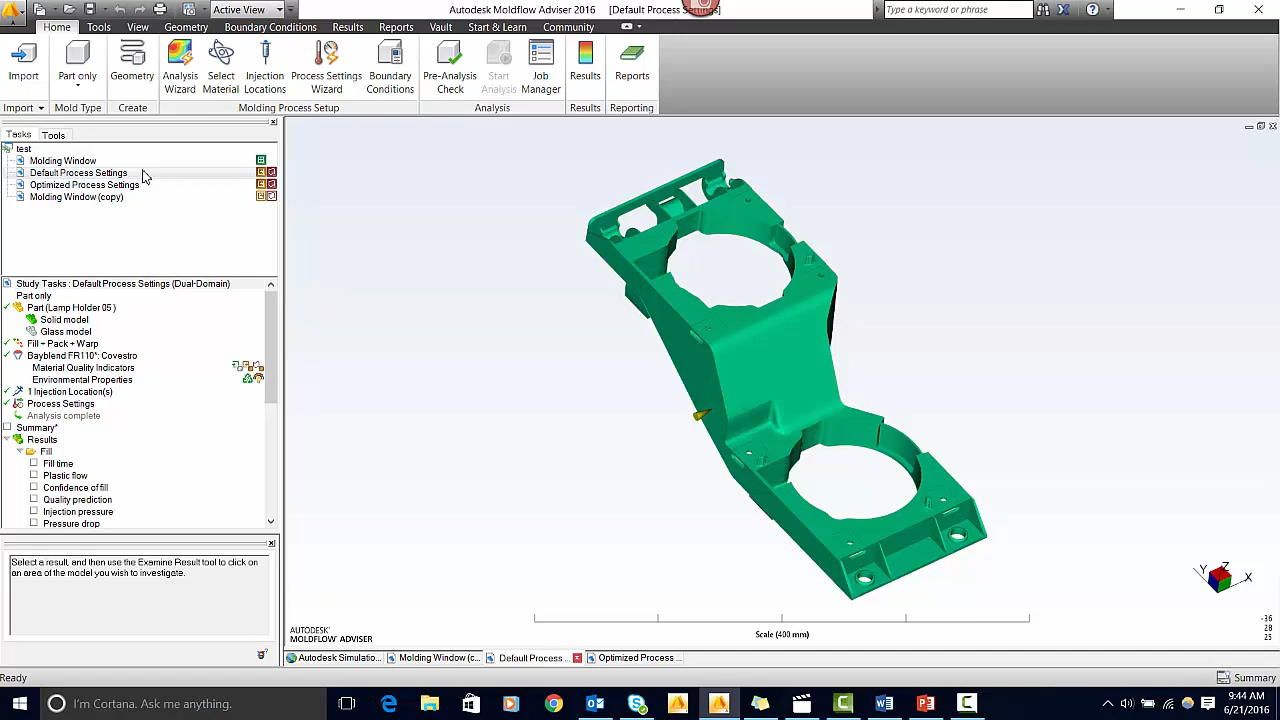 Active View
Autodesk Moldflow Adviser 2016 [Default Process Settings]
Type a keyword or phrase
Home Tools View Geometry Boundary Conditions Results Reports Vault Start & Learn Community
Import Part only Geometry Analysis Wizard Select Material Injection Locations Process Settings Wizard Boundary Conditions Pre-Analysis Check Start Analysis Job Manager Results Reports
Import Mold Type Create Molding Process Setup Analysis Results Reporting
Tasks Tools
test
Molding Window
Default Process Settings
Optimized Process Settings
Molding Window (copy)
Study Tasks : Default Process Settings (Dual-Domain)
Part only
Part (Lamp Holder 05)
Solid model
Glass model
Fill + Pack + Warp
Bayblend FR110*: Covestro
Material Quality Indicators
Environmental Properties
1 Injection Location(s)
Process Settings
Analysis complete
Summary*
Results
Fill
Fill time
Plastic flow
Confidence of fill
Quality prediction
Injection pressure
Pressure drop
Select a result, and then use the Examine Result tool to click on
an area of the model you wish to investigate.
Y Z X
-36
28
25
AUTODESK'
MOLDFLOW ADVISER
Scale (400 mm)
Autodesk Simulatio... Molding Window (c... Default Process ... Optimized Process ...
Ready
Summary
I'm Cortana. Ask me anything.
9:44 AM
6/21/2016